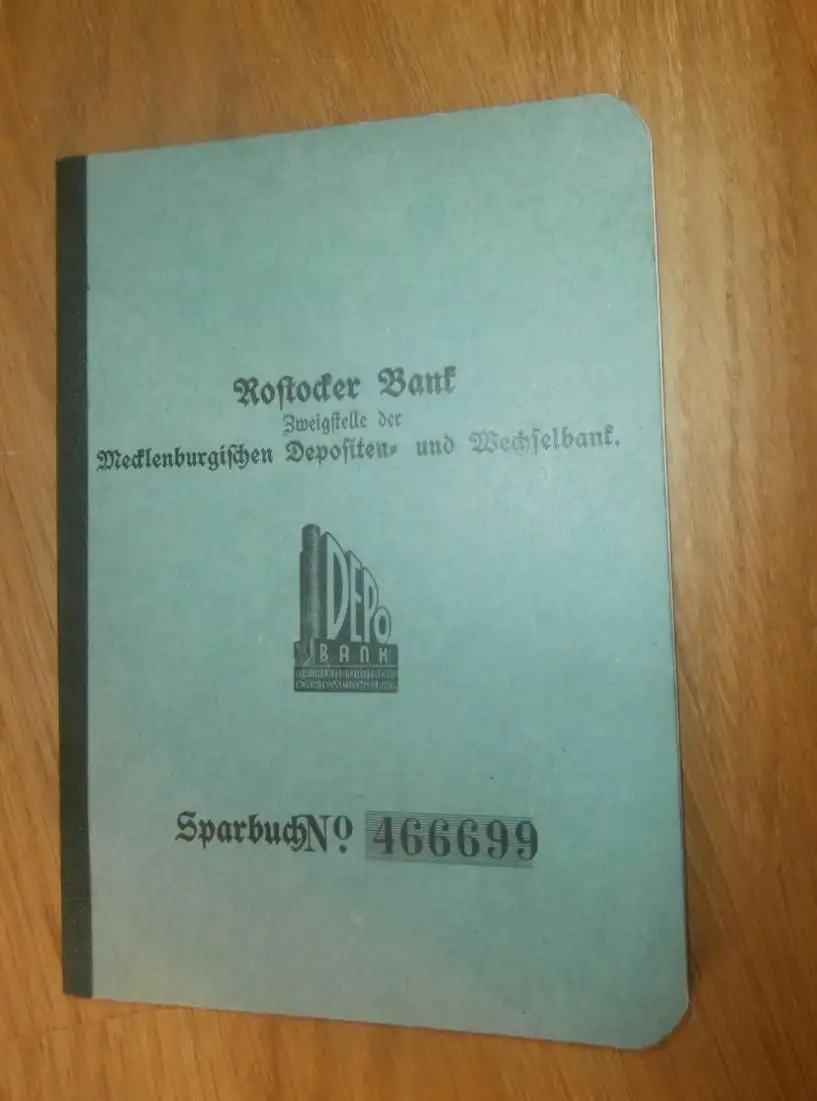 Rostocker Bank
Zweigstelle der
Mecklenburgischen Depositen- und Wechselbank.
DEPO
BANK
Sparbuch No. 466699